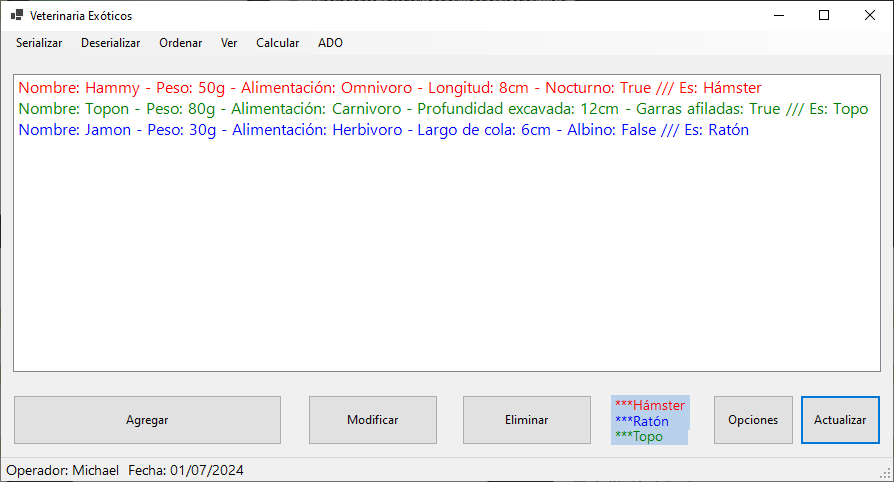 Veterinaria Exóticos
Serializar Deserializar Ordenar Ver Calcular ADO
Nombre: Hammy - Peso: 50g - Alimentación: Omnivoro - Longitud: 8cm - Nocturno: True /// Es: Hámster
Nombre: Topon - Peso: 80g - Alimentación: Carnivoro - Profundidad excavada: 12cm - Garras afiladas: True /// Es: Topo
Nombre: Jamon - Peso: 30g - Alimentación: Herbivoro - Largo de cola: 6cm - Albino: False /// Es: Ratón
Agregar Modificar Eliminar
***Hámster
***Ratón
***Topo
Opciones Actualizar
Operador: Michael Fecha: 01/07/2024